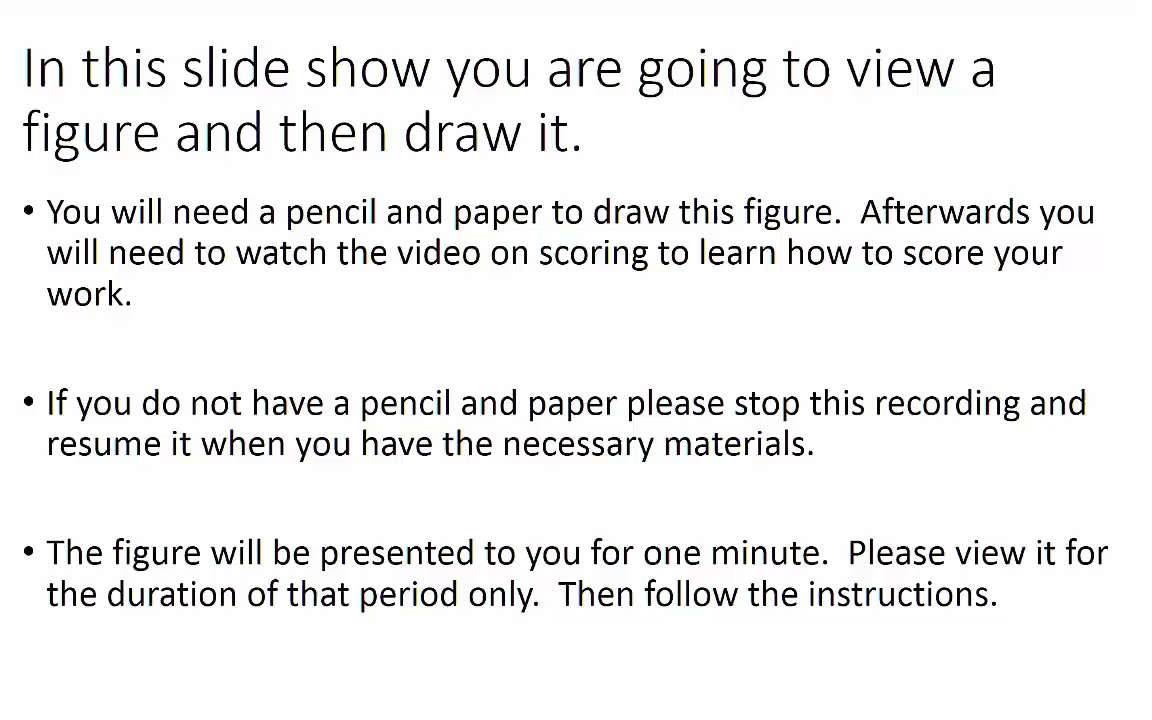 In this slide show you are going to view a
figure and then draw it.
• You will need a pencil and paper to draw this figure.  Afterwards you
will need to watch the video on scoring to learn how to score your
work.
• If you do not have a pencil and paper please stop this recording and
resume it when you have the necessary materials.
• The figure will be presented to you for one minute.  Please view it for
the duration of that period only.  Then follow the instructions.